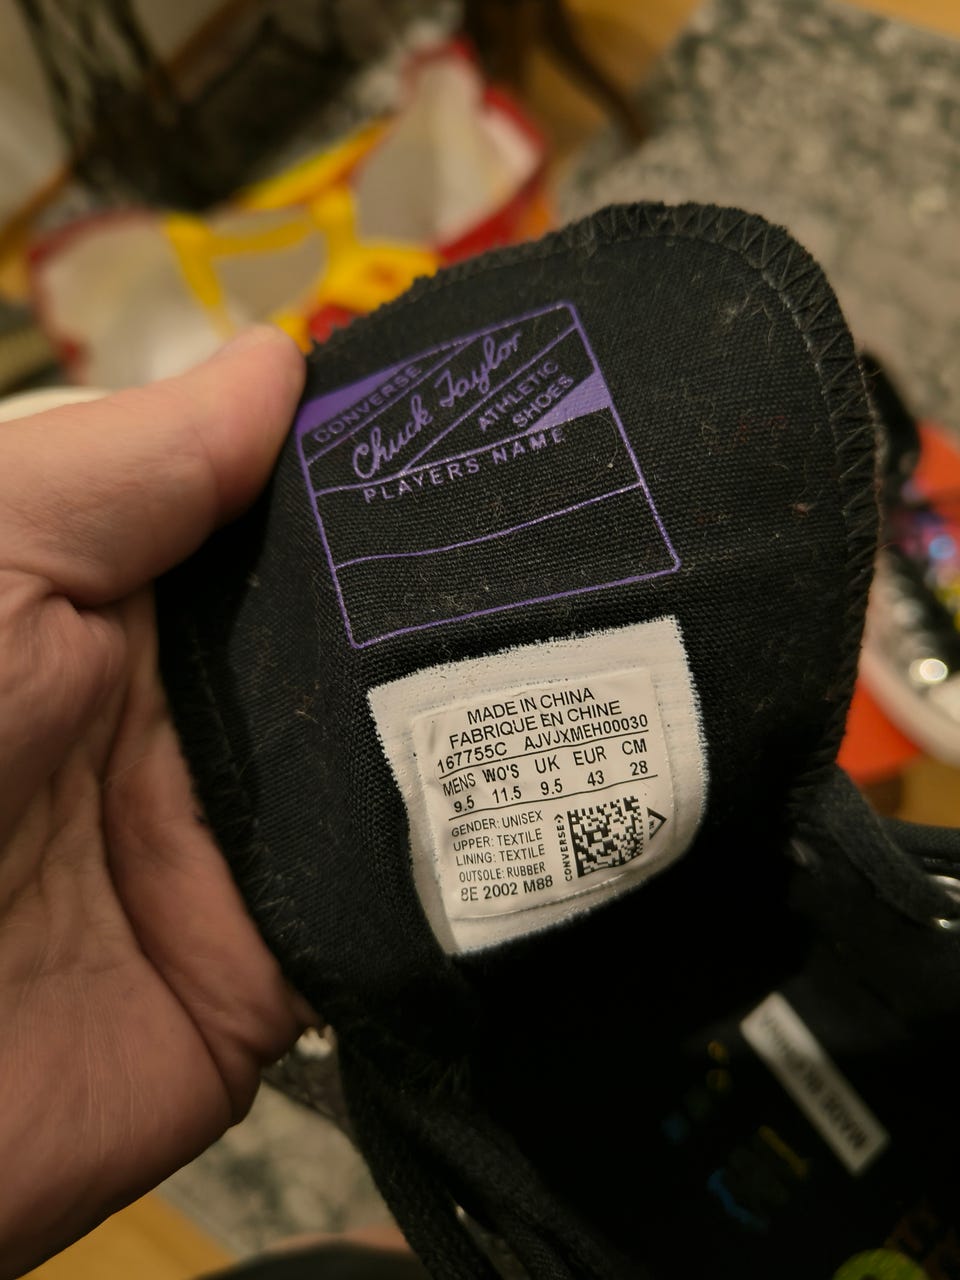 CONVERSE
Chuck Taylor
ATHLETIC
SHOES
PLAYERS NAME
MADE IN CHINA
FABRIQUE EN CHINE
167755C AJVJXMEH00030
MENS WO'S UK EUR CM
9.5 11.5 9.5 43 28
GENDER: UNISEX
UPPER: TEXTILE
LINING: TEXTILE
OUTSOLE: RUBBER
8E 2002 M88
CONVERSE>